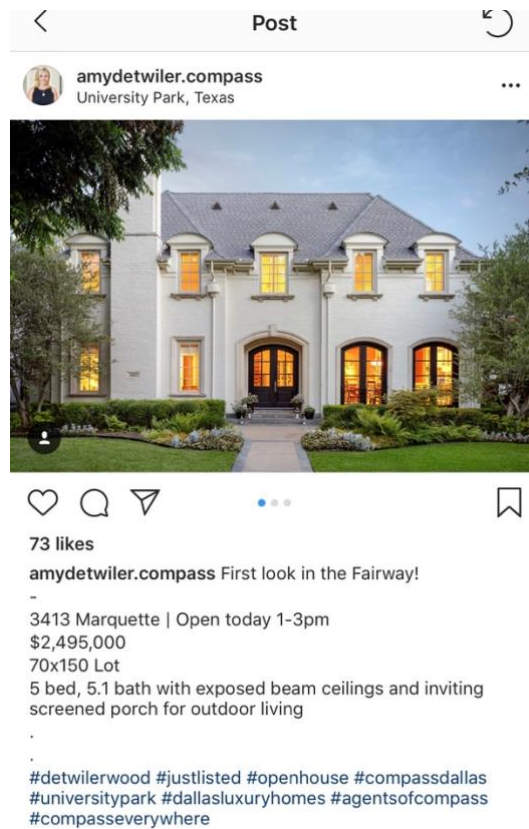 Post
amydetwiler.compass
University Park, Texas
73 likes
amydetwiler.compass First look in the Fairway!
-
3413 Marquette | Open today 1-3pm
$2,495,000
70x150 Lot
5 bed, 5.1 bath with exposed beam ceilings and inviting
screened porch for outdoor living
.
.
#detwilerwood #justlisted #openhouse #compassdallas
#universitypark #dallasluxuryhomes #agentsofcompass
#compasseverywhere